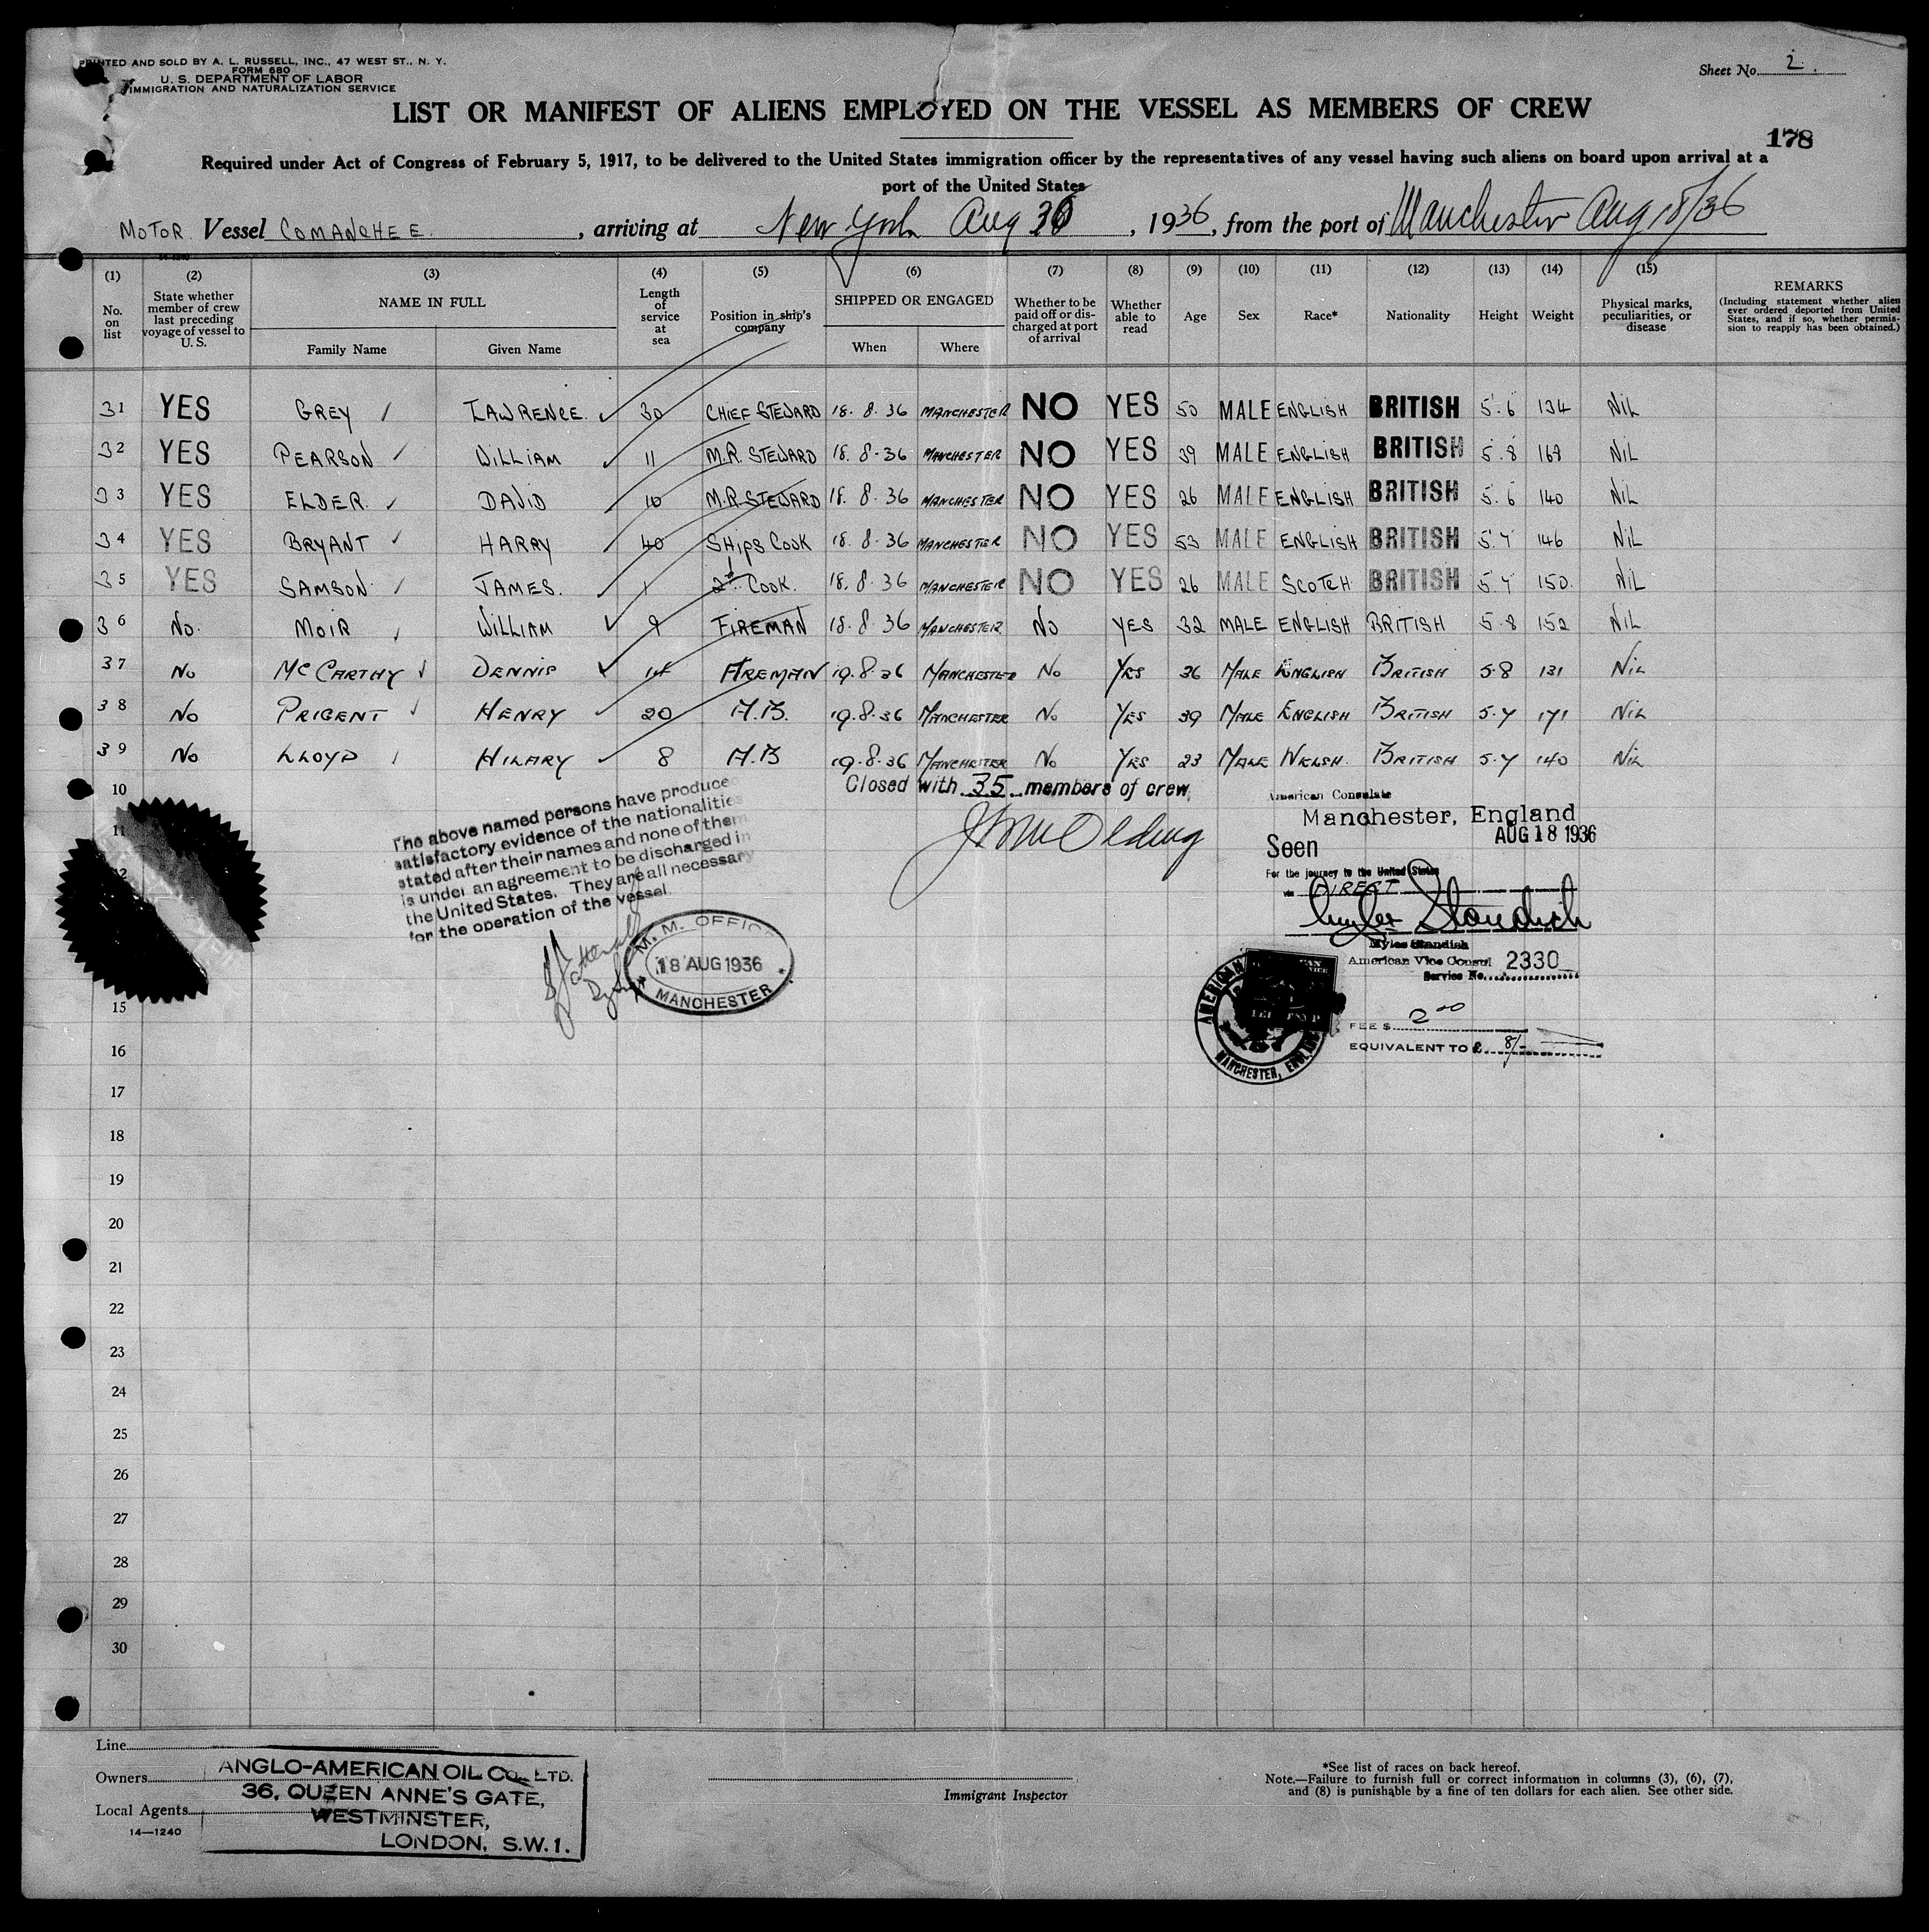 PRINTED AND SOLD BY A. L. RUSSELL, INC., 47 WEST ST., N. Y.
FORM 680
U. S. DEPARTMENT OF LABOR
IMMIGRATION AND NATURALIZATION SERVICE
Sheet No. 2.
LIST OR MANIFEST OF ALIENS EMPLOYED ON THE VESSEL AS MEMBERS OF CREW
178
Required under Act of Congress of February 5, 1917, to be delivered to the United States immigration officer by the representatives of any vessel having such aliens on board upon arrival at a
port of the United States
MOTOR Vessel COMANCHEE., arriving at New York Aug 30, 1936, from the port of Manchester Aug 18/36
(1) (2) (3) (4) (5) (6) (7) (8) (9) (10) (11) (12) (13) (14) (15)
No. on list
State whether member of crew last preceding voyage of vessel to U. S.
NAME IN FULL
Family Name Given Name
Length of service at sea
Position in ship's company
SHIPPED OR ENGAGED
When Where
Whether to be paid off or discharged at port of arrival
Whether able to read
Age Sex Race* Nationality Height Weight
Physical marks, peculiarities, or disease
REMARKS
(Including statement whether alien ever ordered deported from United States, and if so, whether permission to reapply has been obtained.)
31 YES GREY LAWRENCE. 30 CHIEF STEWARD 18.8.36 MANCHESTER NO YES 50 MALE ENGLISH BRITISH 5.6 134 NIL
32 YES PEARSON WILLIAM 11 M.R. STEWARD 18.8.36 MANCHESTER NO YES 39 MALE ENGLISH BRITISH 5.8 168 NIL
33 YES ELDER. DAVID 10 M.R. STEWARD 18.8.36 MANCHESTER NO YES 26 MALE ENGLISH BRITISH 5.6 140 NIL
34 YES BRYANT HARRY 40 SHIPS COOK 18.8.36 MANCHESTER NO YES 53 MALE ENGLISH BRITISH 5.7 146 NIL
35 YES SAMSON JAMES. 1 2nd COOK. 18.8.36 MANCHESTER NO YES 26 MALE SCOTCH BRITISH 5.7 150. NIL
36 No. MOIR WILLIAM 9 FIREMAN 18.8.36 MANCHESTER No YES 32 MALE ENGLISH BRITISH 5.8 152 NIL
37 No McCARTHY DENNIS 14 FIREMAN 19.8.36 MANCHESTER No YES 36 MALE ENGLISH BRITISH 5.8 131 NIL
38 No PRIGENT HENRY 20 A.B. 19.8.36 MANCHESTER No YES 39 MALE ENGLISH BRITISH 5.7 171 NIL
39 No LLOYD HILARY 8 A.B 19.8.36 MANCHESTER No YES 23 MALE WELSH. BRITISH 5.7 140 NIL
10
Closed with 35 members of crew
The above named persons have produced
satisfactory evidence of the nationalities
stated after their names and none of them
is under an agreement to be discharged in
the United States. They are all necessary
for the operation of the vessel.
M. M. OFFICE
18 AUG 1936
MANCHESTER
American Consulate
Manchester, England
AUG 18 1936
Seen
For the journey to the United States
via DIRECT
Myles Standish
Myles Standish
American Vice Consul
Service No. 2330
AMERICAN
MANCHESTER, ENGLAND
FEE $ 2.00
EQUIVALENT TO £ 8/-
11
12
15
16
17
18
19
20
21
22
23
24
25
26
27
28
29
30
Line
Owners
Local Agents
14—1240
ANGLO-AMERICAN OIL CO., LTD.
36, QUEEN ANNE'S GATE,
WESTMINSTER,
LONDON, S.W.1.
Immigrant Inspector
*See list of races on back hereof.
Note.—Failure to furnish full or correct information in columns (3), (6), (7),
and (8) is punishable by a fine of ten dollars for each alien. See other side.